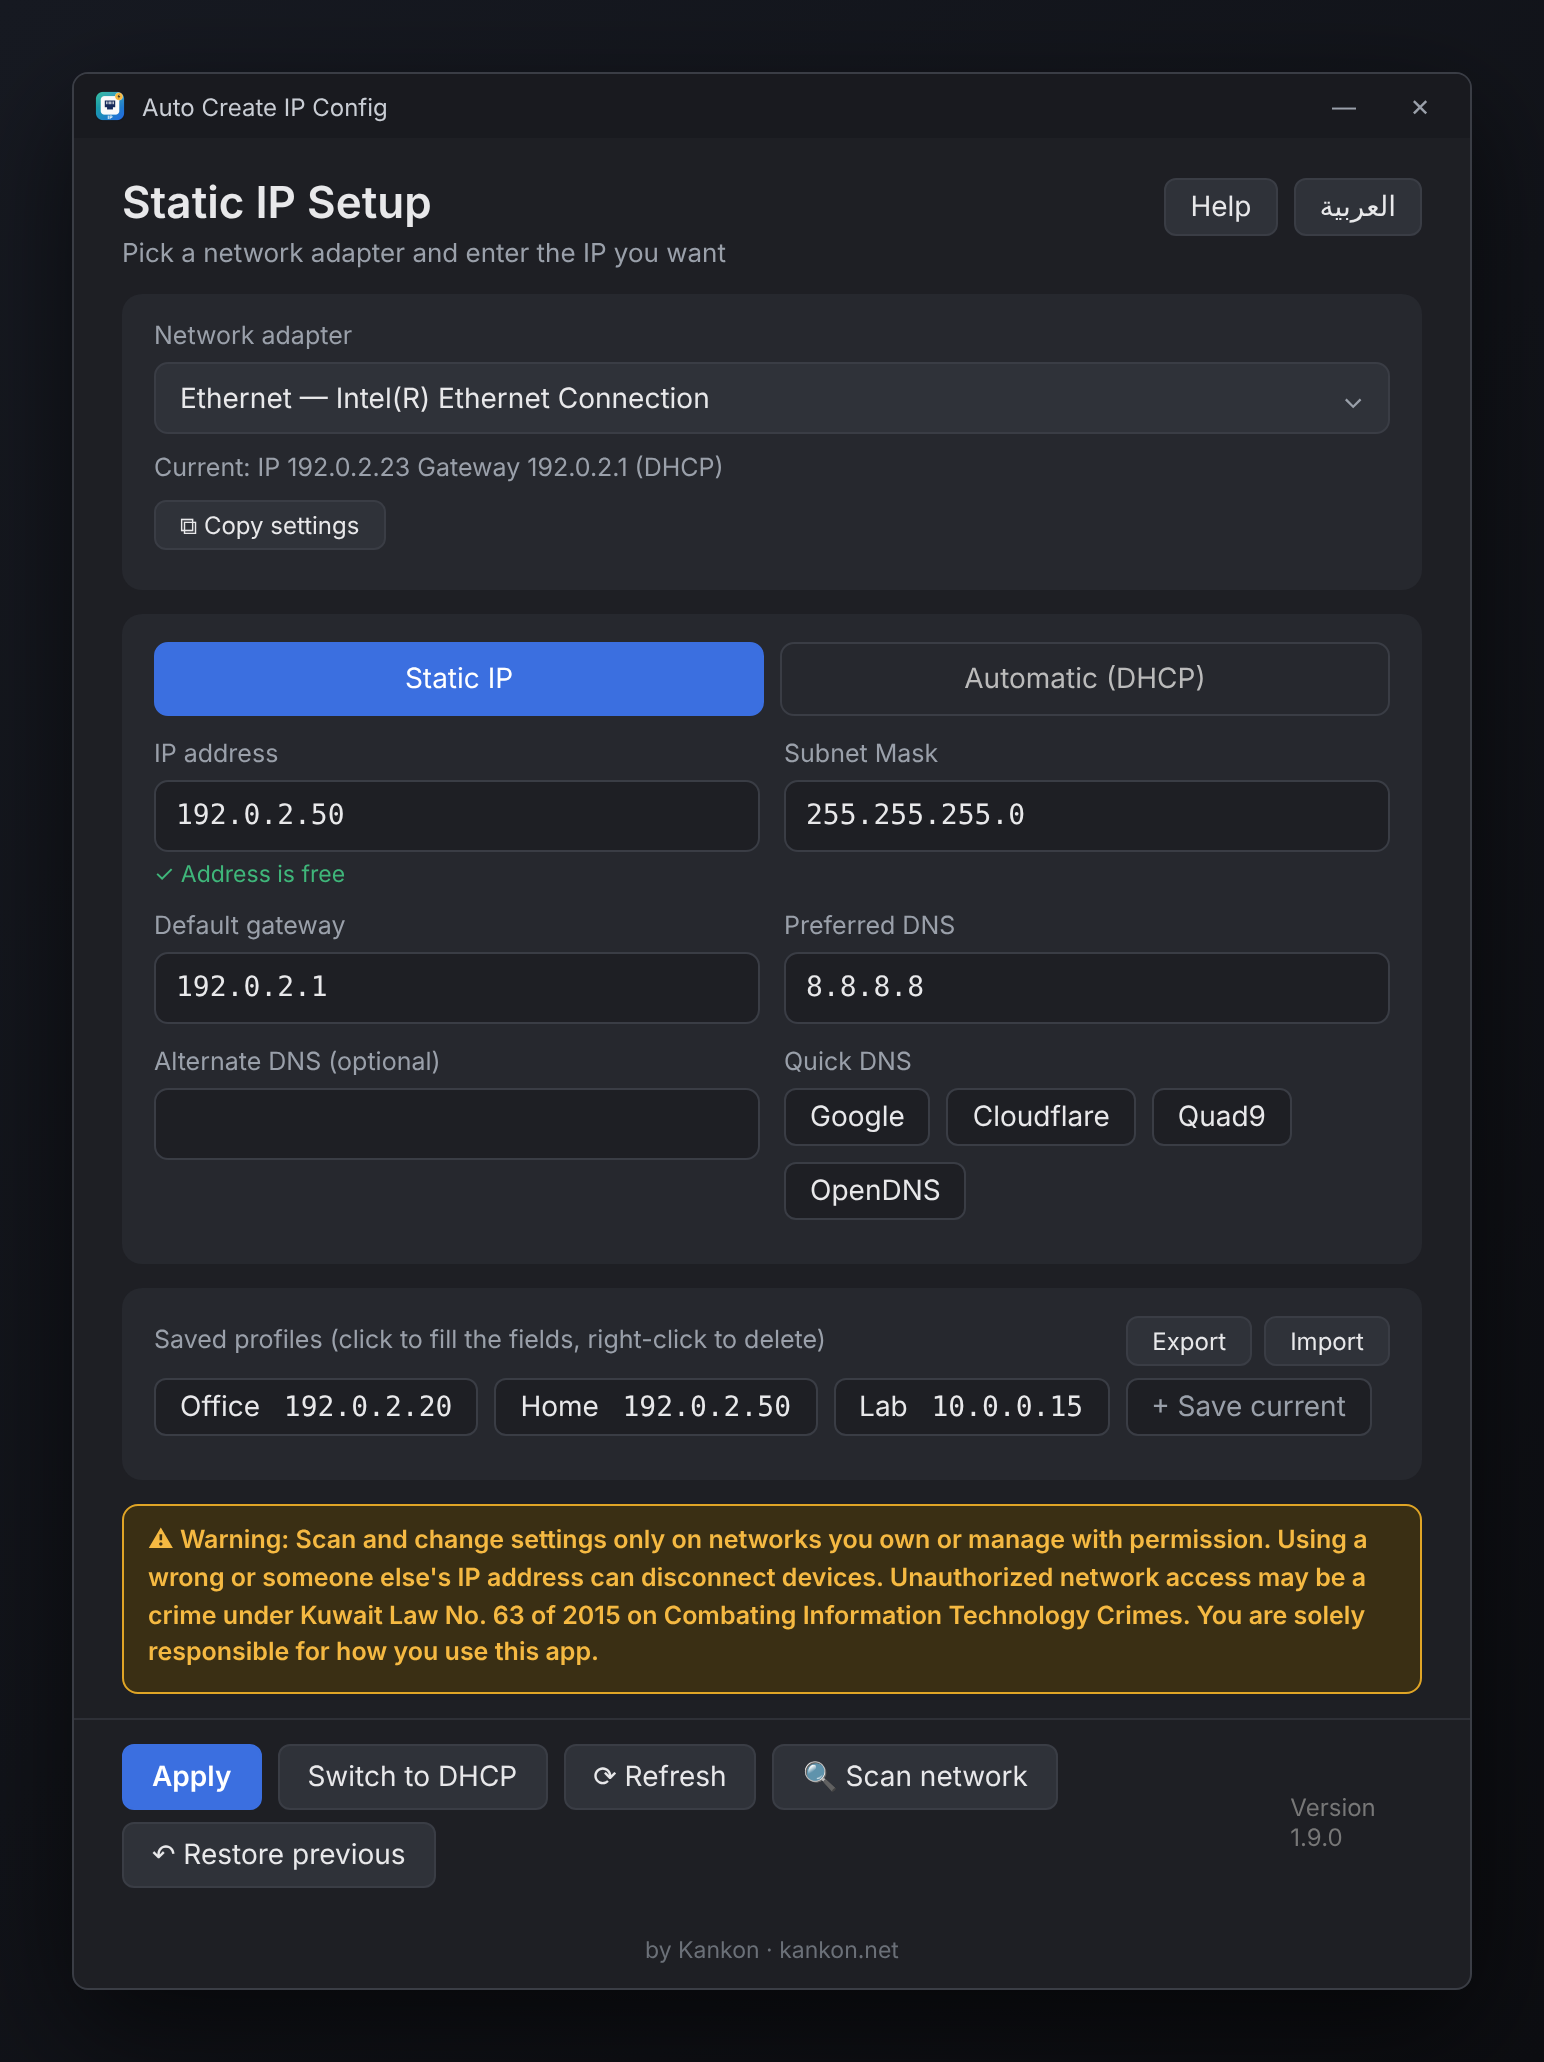 Auto Create IP Config
Static IP Setup
Help
العربية
Pick a network adapter and enter the IP you want
Network adapter
Ethernet — Intel(R) Ethernet Connection
Current: IP 192.0.2.23 Gateway 192.0.2.1 (DHCP)
⧉ Copy settings
Static IP
Automatic (DHCP)
IP address
Subnet Mask
192.0.2.50
255.255.255.0
✓ Address is free
Default gateway
Preferred DNS
192.0.2.1
8.8.8.8
Alternate DNS (optional)
Quick DNS
Google
Cloudflare
Quad9
OpenDNS
Saved profiles (click to fill the fields, right-click to delete)
Export
Import
Office 192.0.2.20
Home 192.0.2.50
Lab 10.0.0.15
+ Save current
⚠ Warning: Scan and change settings only on networks you own or manage with permission. Using a
wrong or someone else's IP address can disconnect devices. Unauthorized network access may be a
crime under Kuwait Law No. 63 of 2015 on Combating Information Technology Crimes. You are solely
responsible for how you use this app.
Apply
Switch to DHCP
⟳ Refresh
🔍 Scan network
↶ Restore previous
Version
1.9.0
by Kankon · kankon.net